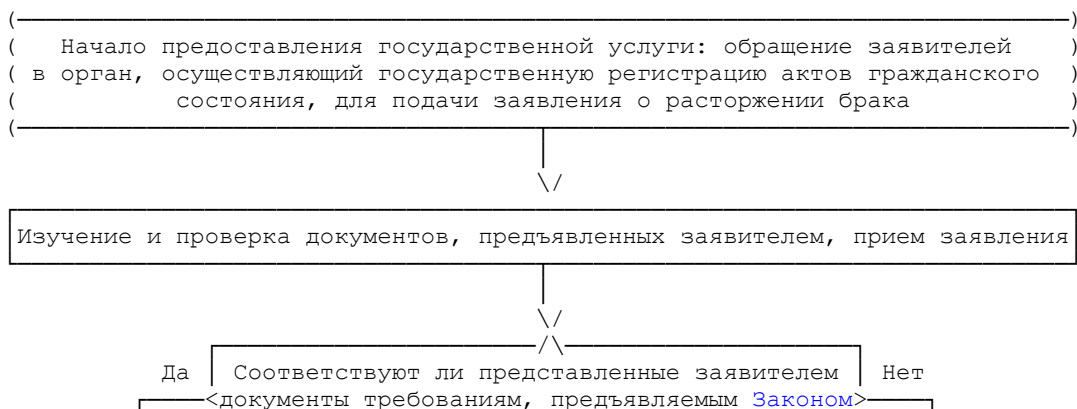 Начало предоставления государственной услуги: обращение заявителей
в орган, осуществляющий государственную регистрацию актов гражданского
состояния, для подачи заявления о расторжении брака
Изучение и проверка документов, предъявленных заявителем, прием заявления
Да Соответствуют ли представленные заявителем Нет
документы требованиям, предъявляемым Законом